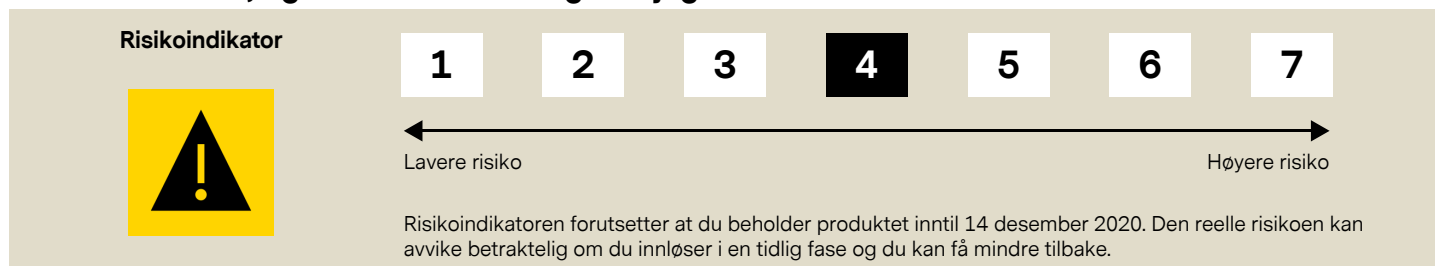 Risikoindikator
1 2 3 4 5 6 7
Lavere risiko Høyere risiko
Risikoindikatoren forutsetter at du beholder produktet inntil 14 desember 2020. Den reelle risikoen kan
avvike betraktelig om du innløser i en tidlig fase og du kan få mindre tilbake.